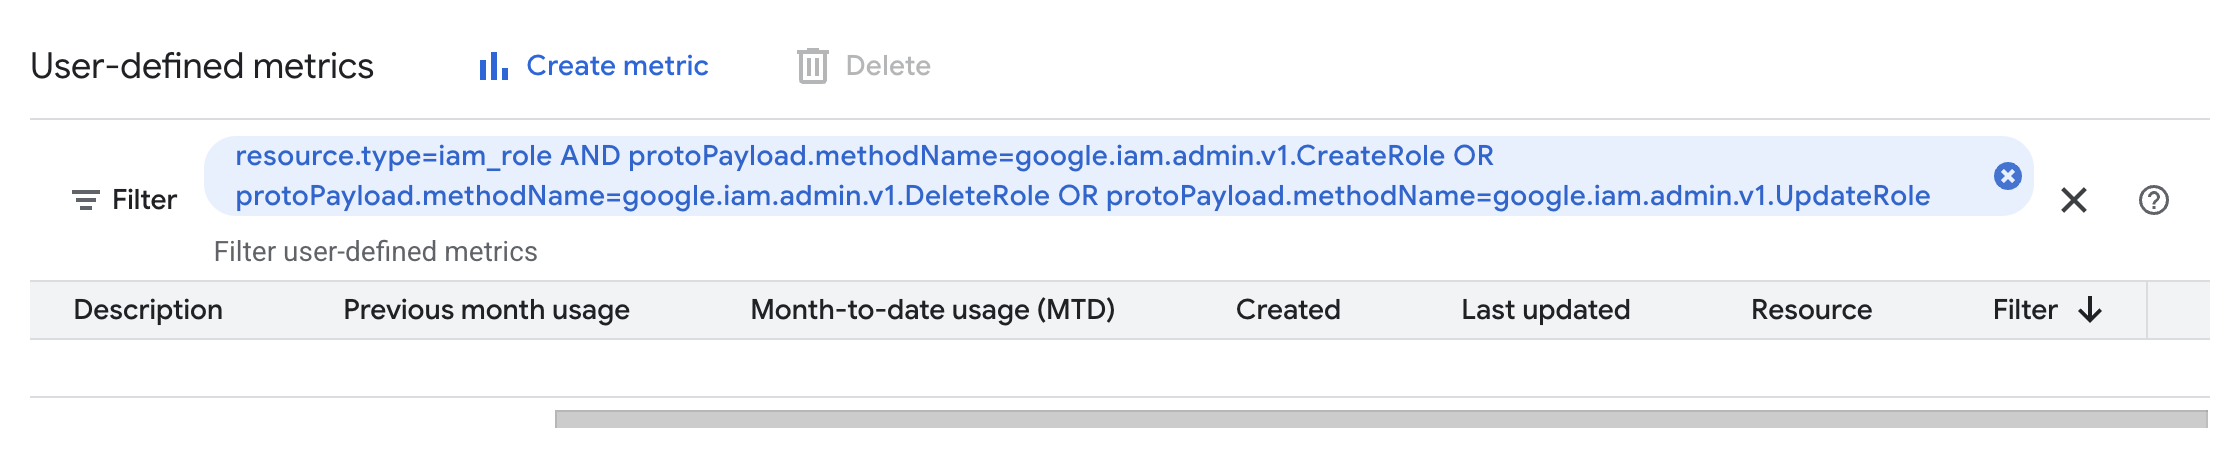 User-defined metrics
Create metric
Delete
Filter
resource.type=iam_role AND protoPayload.methodName=google.iam.admin.v1.CreateRole OR
protoPayload.methodName=google.iam.admin.v1.DeleteRole OR protoPayload.methodName=google.iam.admin.v1.UpdateRole
Filter user-defined metrics
Description Previous month usage Month-to-date usage (MTD) Created Last updated Resource Filter